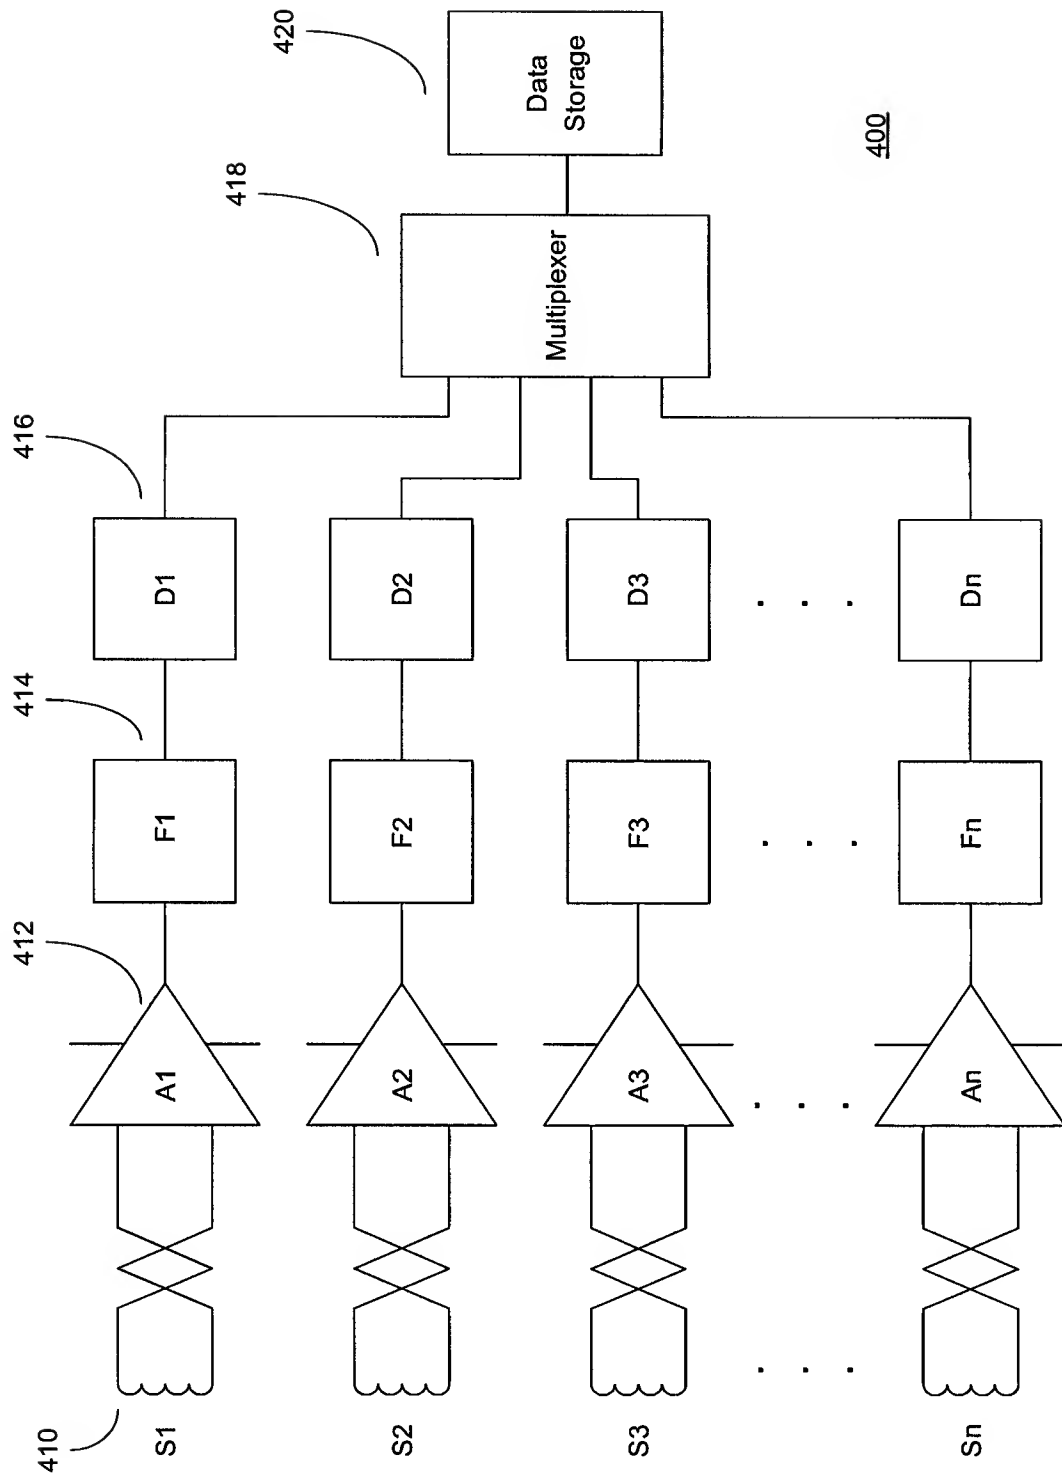 410
412
414
416
418
420
S1
A1
F1
D1
S2
A2
F2
D2
Multiplexer
Data
Storage
S3
A3
F3
D3
. . .
. . .
. . .
. . .
400
Sn
An
Fn
Dn